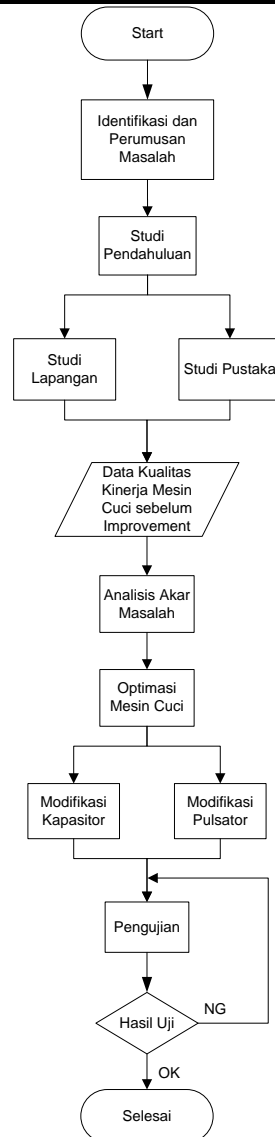 Start
Identifikasi dan
Perumusan
Masalah
Studi
Pendahuluan
Studi
Lapangan
Studi Pustaka
Data Kualitas
Kinerja Mesin
Cuci sebelum
Improvement
Analisis Akar
Masalah
Optimasi
Mesin Cuci
Modifikasi
Kapasitor
Modifikasi
Pulsator
Pengujian
Hasil Uji
NG
OK
Selesai